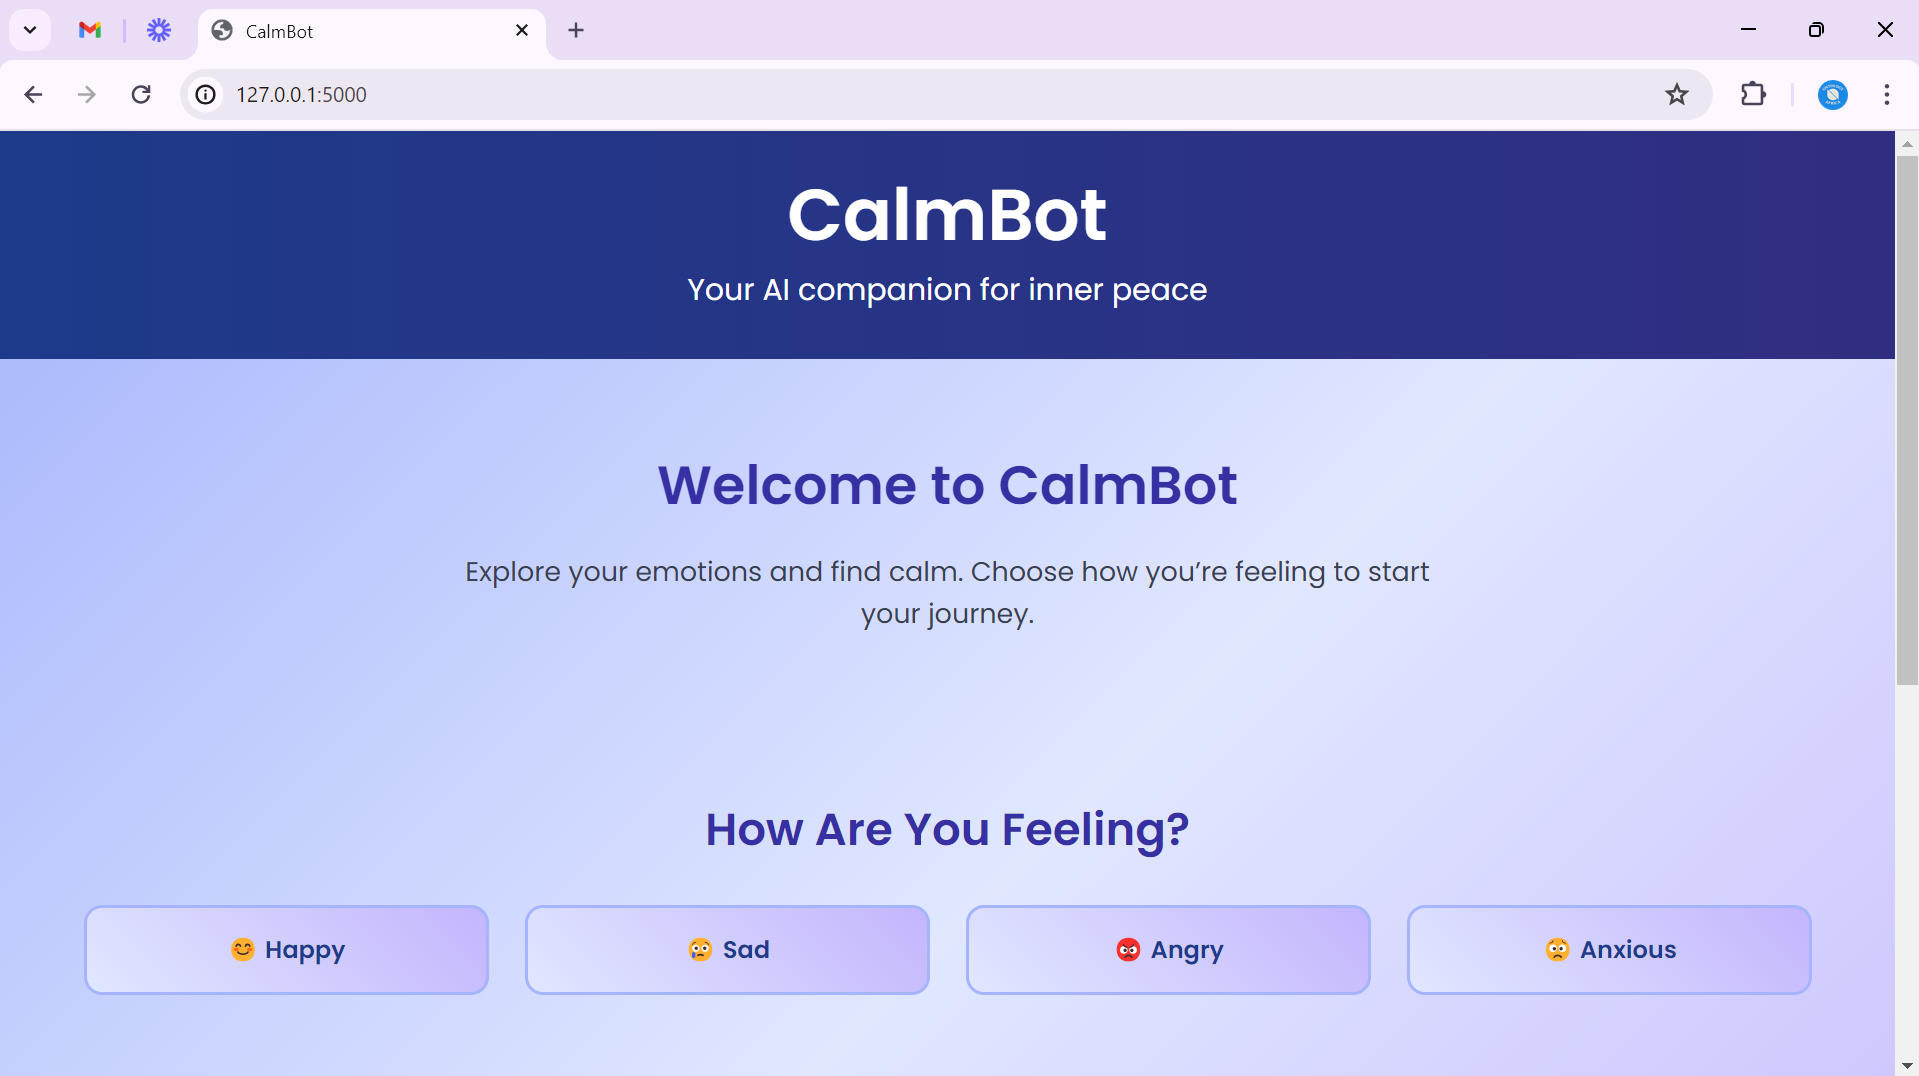 CalmBot
127.0.0.1:5000
CalmBot
Your AI companion for inner peace
Welcome to CalmBot
Explore your emotions and find calm. Choose how you’re feeling to start
your journey.
How Are You Feeling?
😊 Happy
😢 Sad
😡 Angry
😟 Anxious